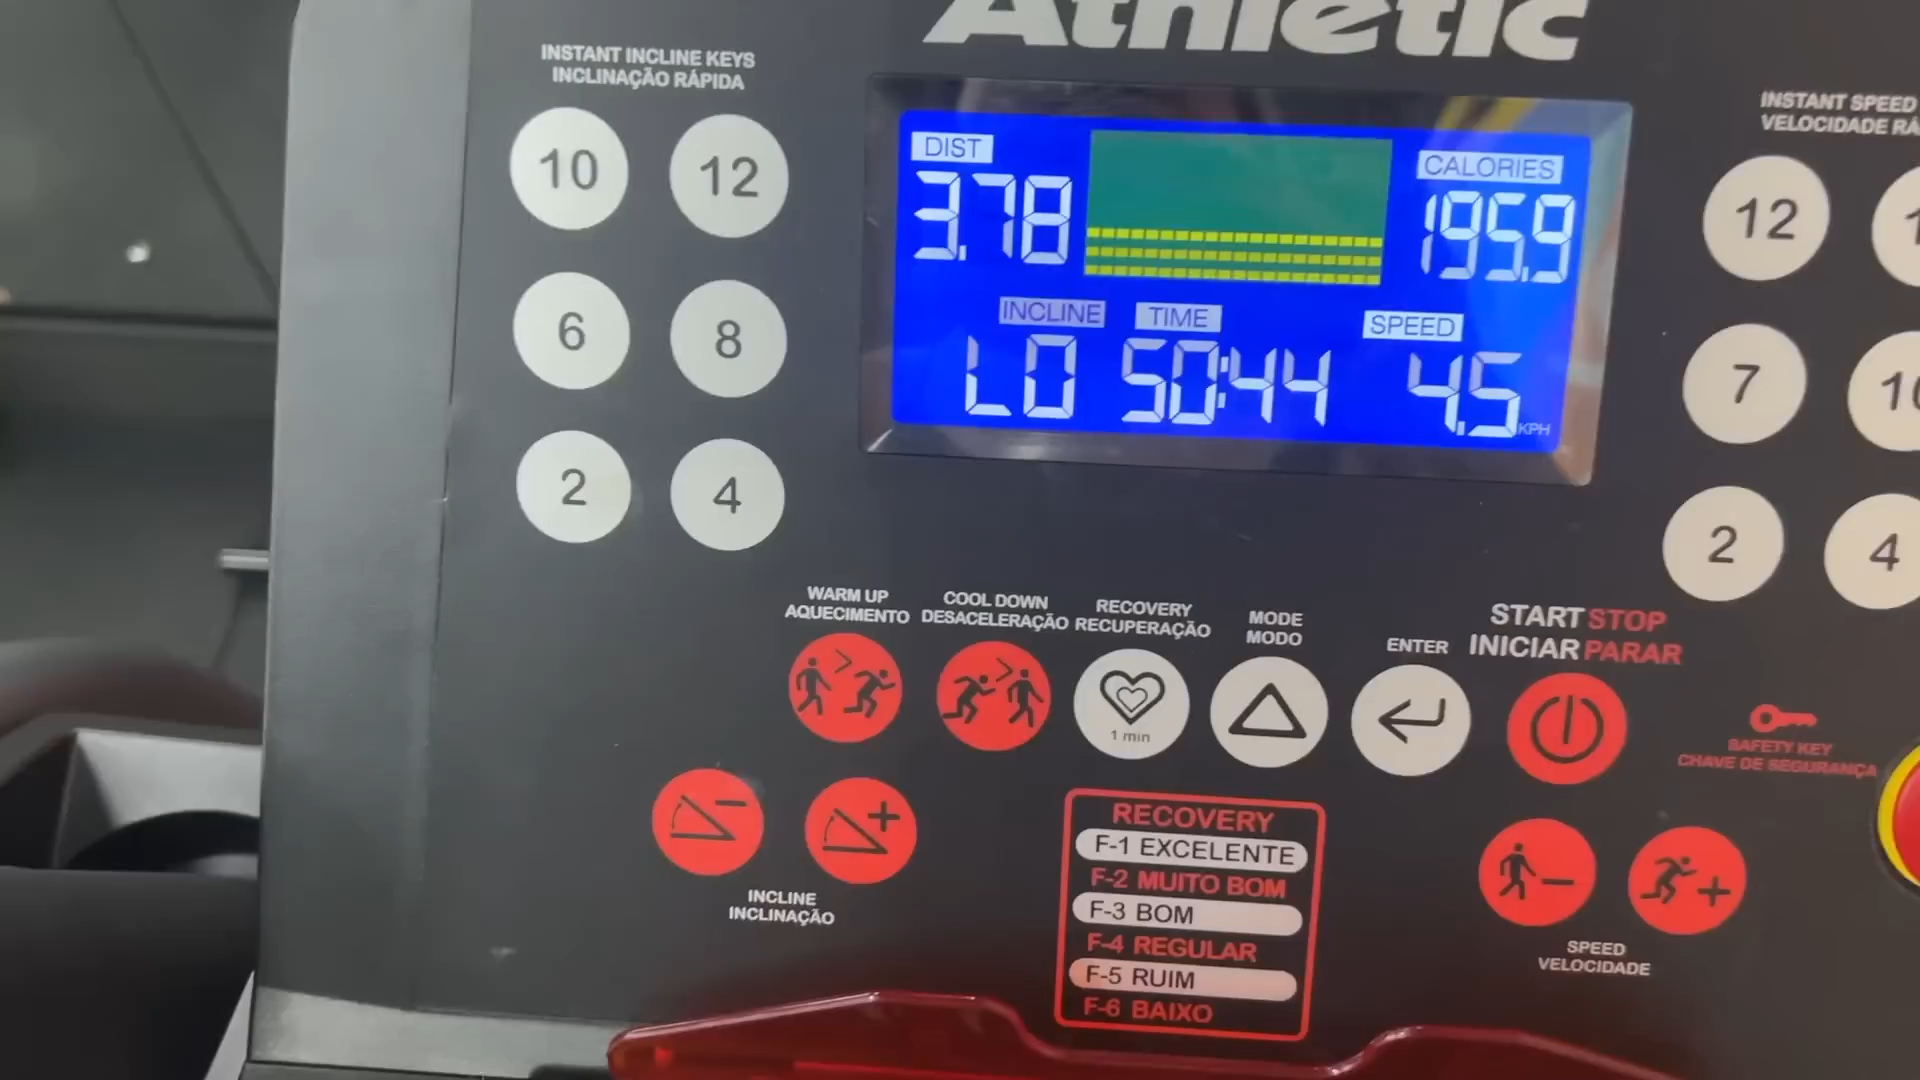 Athletic
INSTANT INCLINE KEYS
INCLINAÇÃO RÁPIDA
10 12
6 8
2 4
DIST
3.78
CALORIES
195.9
INCLINE
L0
TIME
50:44
SPEED
4.5 KPH
INSTANT SPEED
VELOCIDADE
12
7
2 4
WARM UP
AQUECIMENTO
COOL DOWN
DESACELERAÇÃO
RECOVERY
RECUPERAÇÃO
1 min
MODE
MODO
ENTER
START STOP
INICIAR PARAR
SAFETY KEY
CHAVE DE SEGURANÇA
INCLINE
INCLINAÇÃO
RECOVERY
F-1 EXCELENTE
F-2 MUITO BOM
F-3 BOM
F-4 REGULAR
F-5 RUIM
F-6 BAIXO
SPEED
VELOCIDADE